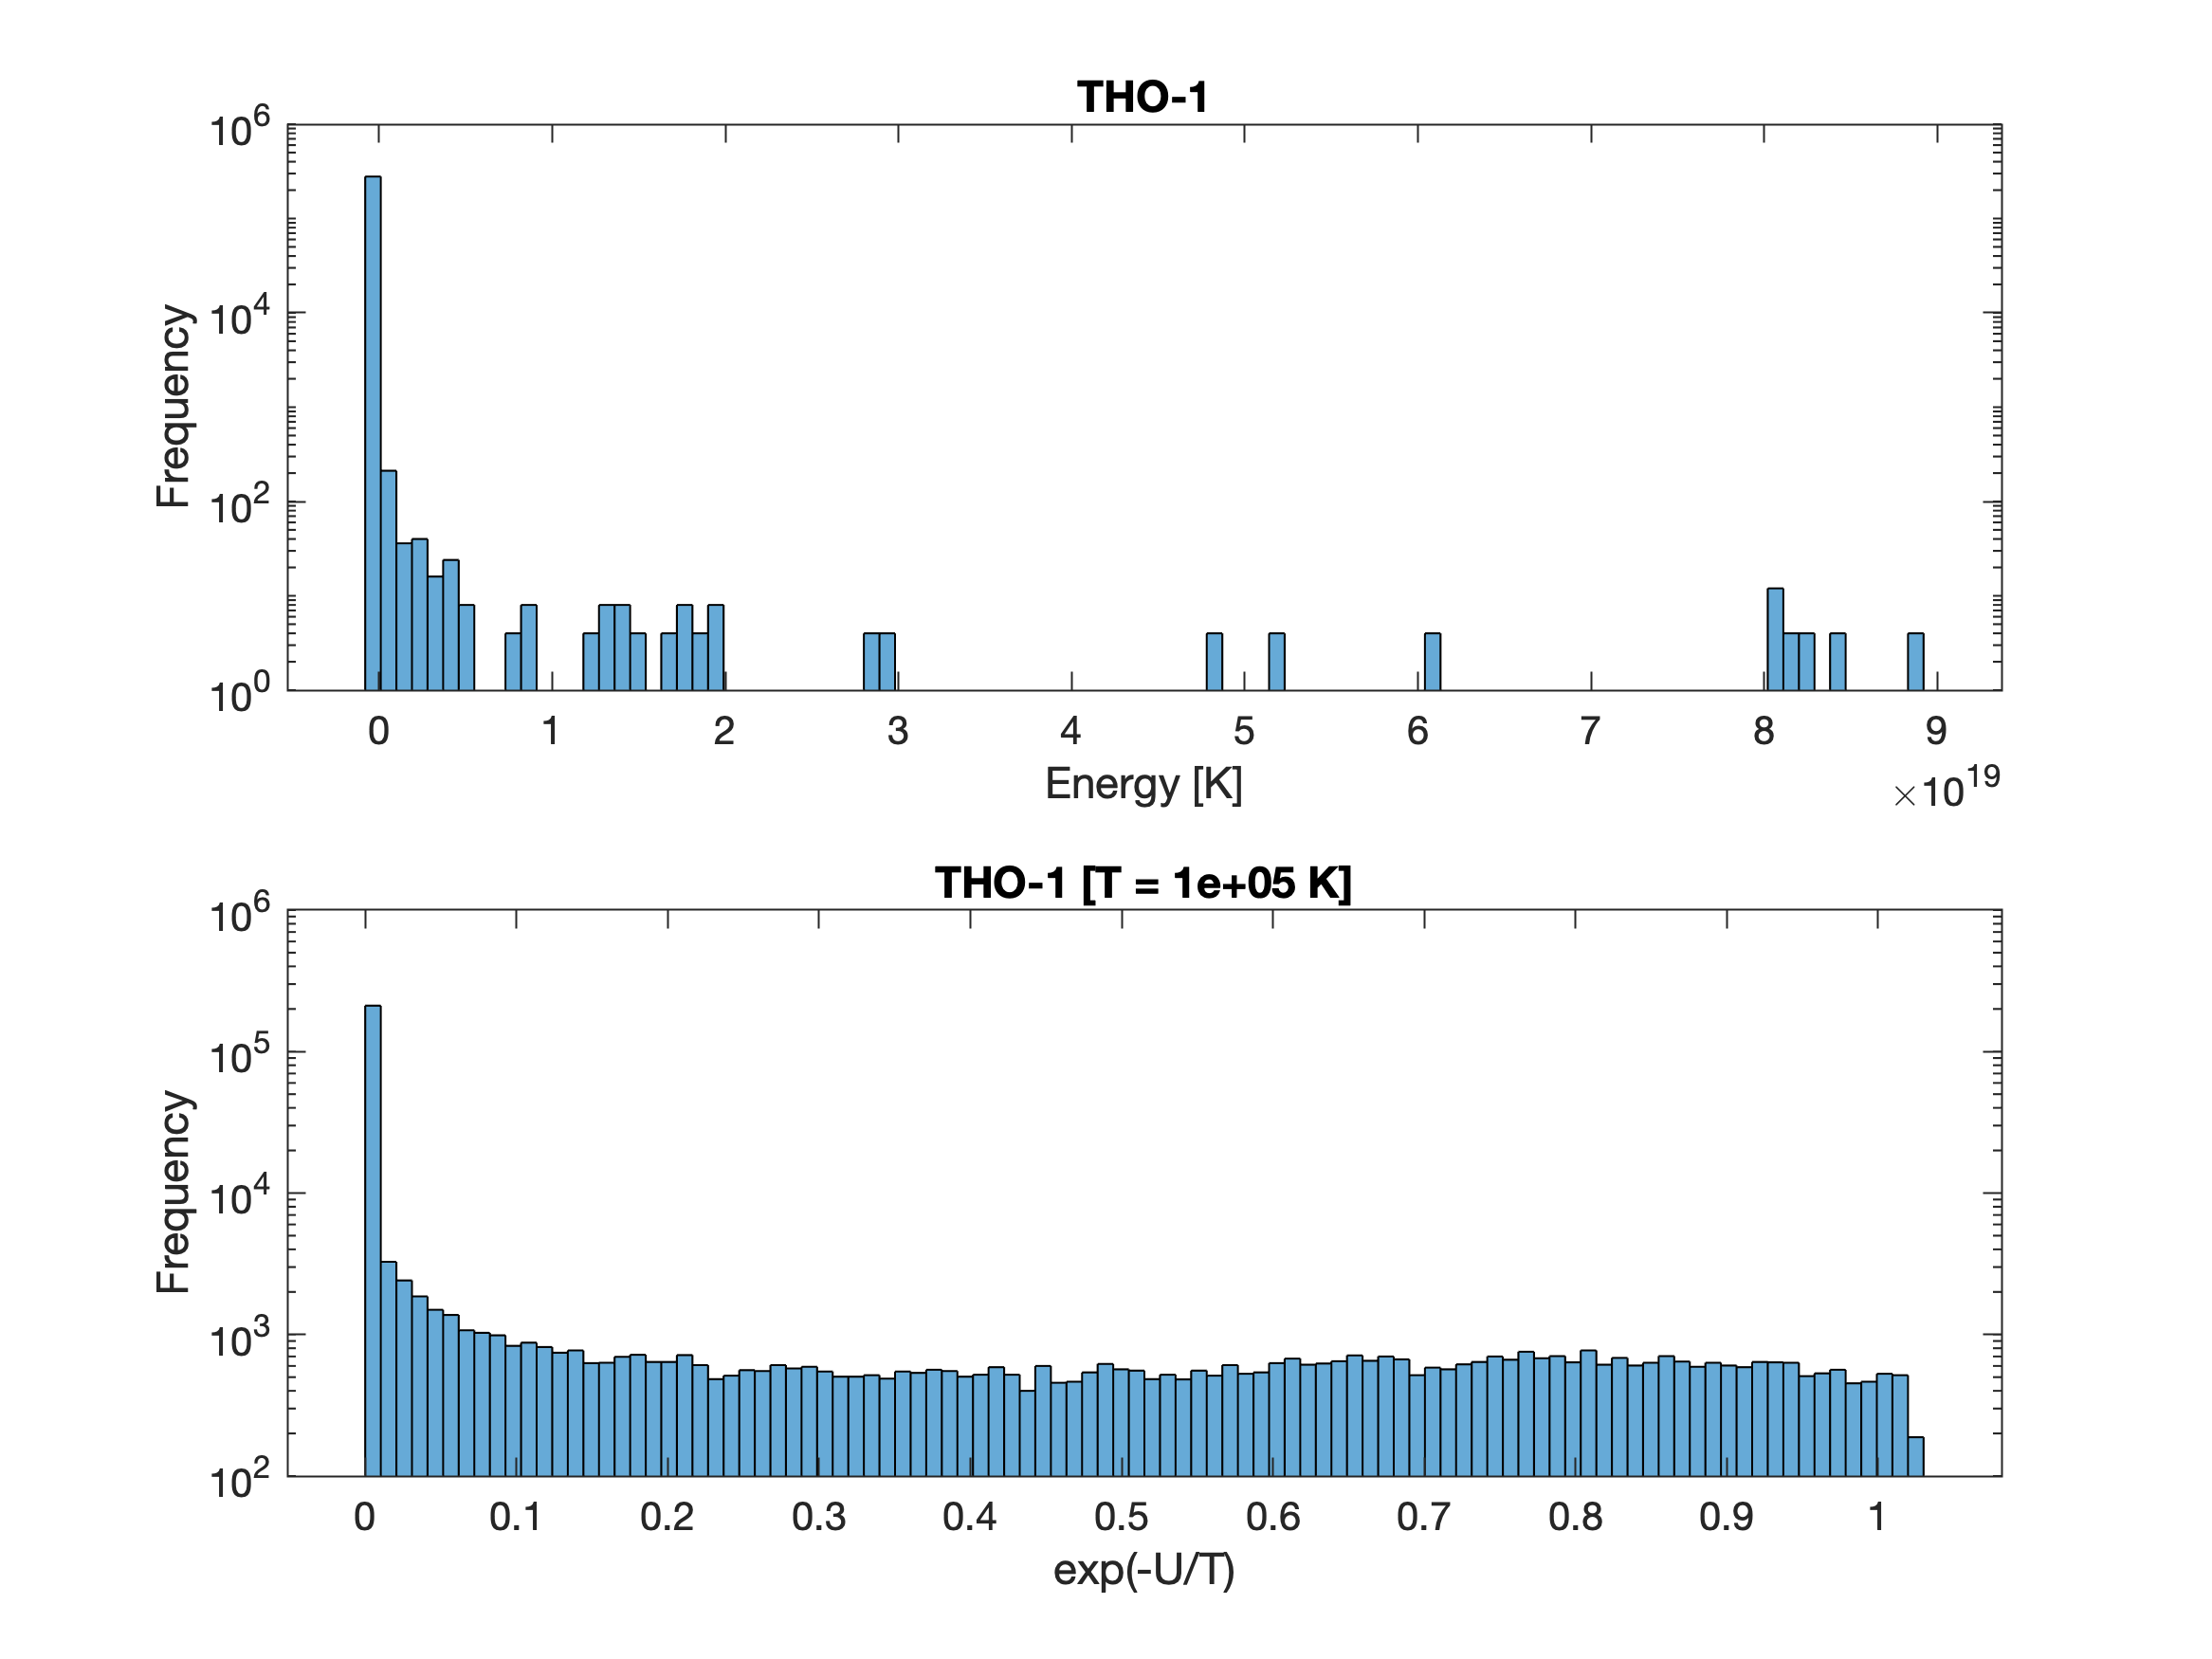 THO-1
10^6
10^4
10^2
10^0
Frequency
0 1 2 3 4 5 6 7 8 9
Energy [K]
×10^19
THO-1 [T = 1e+05 K]
10^6
10^5
10^4
10^3
10^2
Frequency
0 0.1 0.2 0.3 0.4 0.5 0.6 0.7 0.8 0.9 1
exp(-U/T)